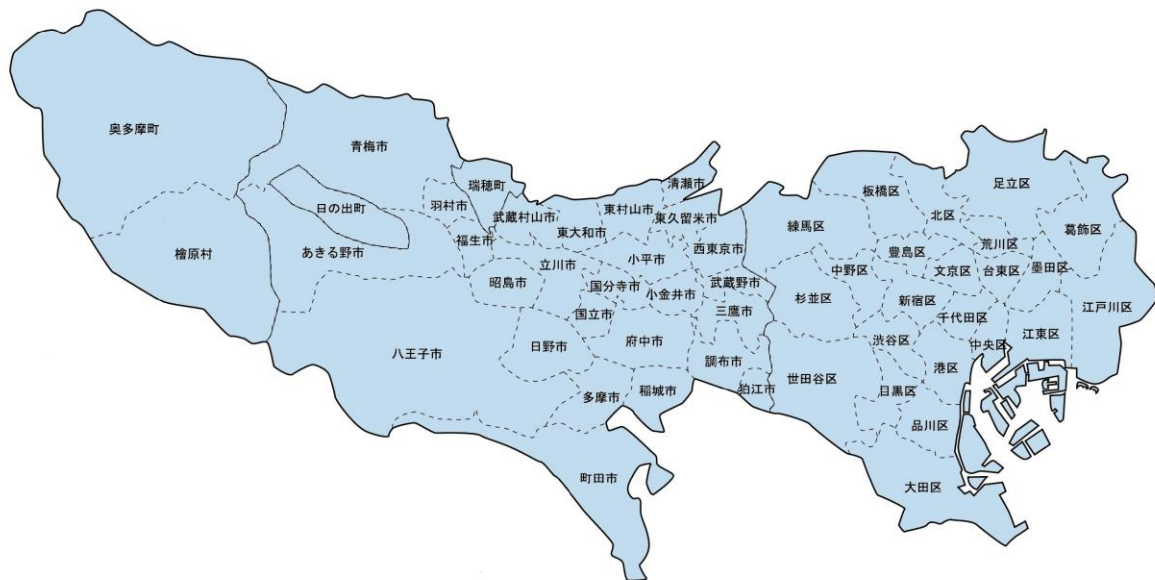 奥多摩町
青梅市
瑞穂町
清瀬市
板橋区
足立区
日の出町
羽村市
武蔵村山市
東村山市
東久留米市
練馬区
北区
葛飾区
檜原村
あきる野市
福生市
東大和市
西東京市
豊島区
荒川区
昭島市
立川市
小平市
武蔵野市
中野区
文京区
台東区
墨田区
国分寺市
小金井市
杉並区
新宿区
江戸川区
国立市
三鷹市
千代田区
八王子市
日野市
府中市
渋谷区
中央区
江東区
調布市
世田谷区
港区
多摩市
稲城市
狛江市
目黒区
品川区
町田市
大田区